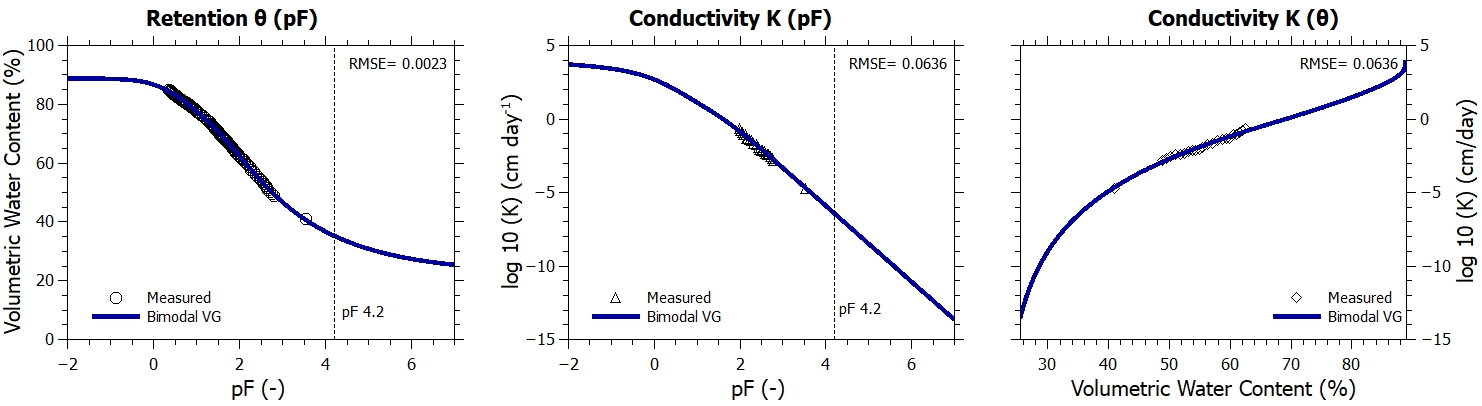 Retention θ (pF)
Volumetric Water Content (%)
100
80
60
40
20
0
−2
0
2
4
6
pF (-)
RMSE= 0.0023
Measured
Bimodal VG
pF 4.2
Conductivity K (pF)
log 10 (K) (cm day⁻¹)
5
0
−5
−10
−15
−2
0
2
4
6
pF (-)
RMSE= 0.0636
Measured
Bimodal VG
pF 4.2
Conductivity K (θ)
RMSE= 0.0636
Measured
Bimodal VG
5
0
−5
−10
−15
log 10 (K) (cm/day)
30
40
50
60
70
80
Volumetric Water Content (%)